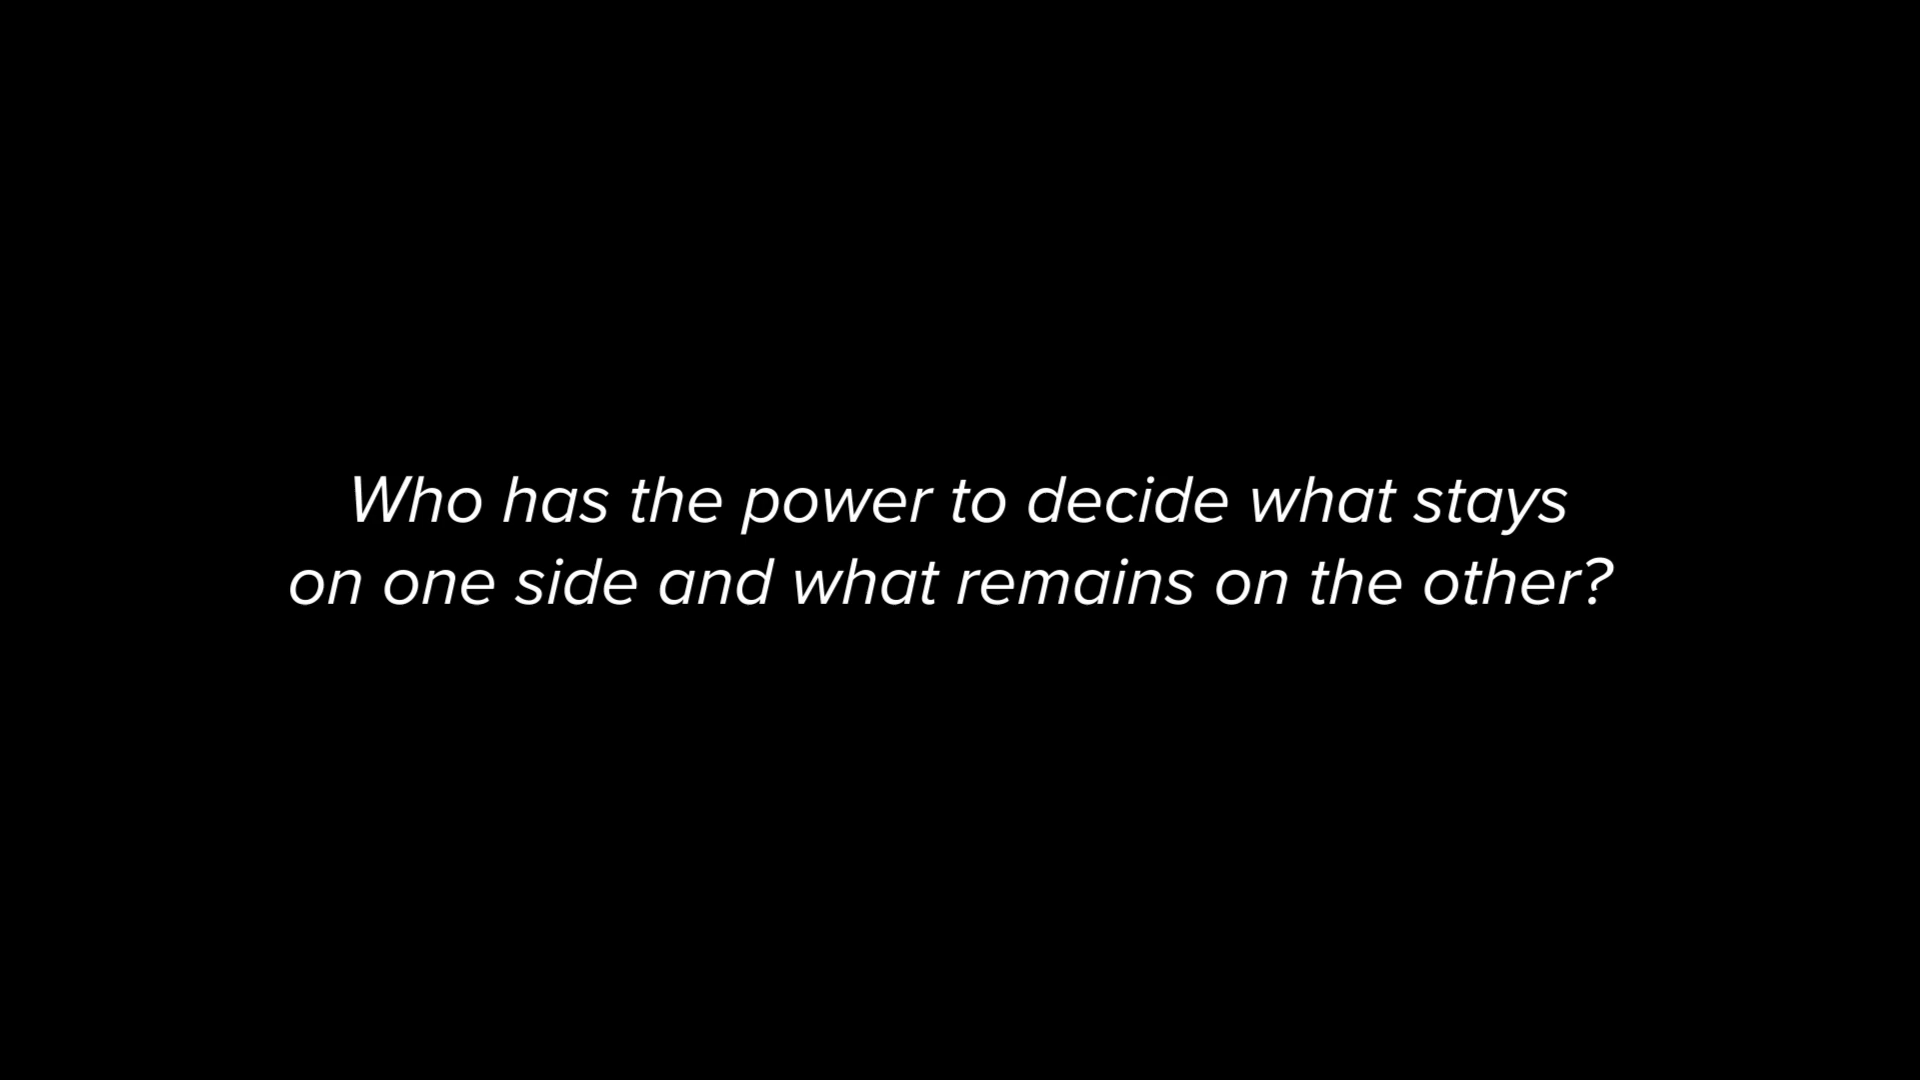 Who has the power to decide what stays
on one side and what remains on the other?